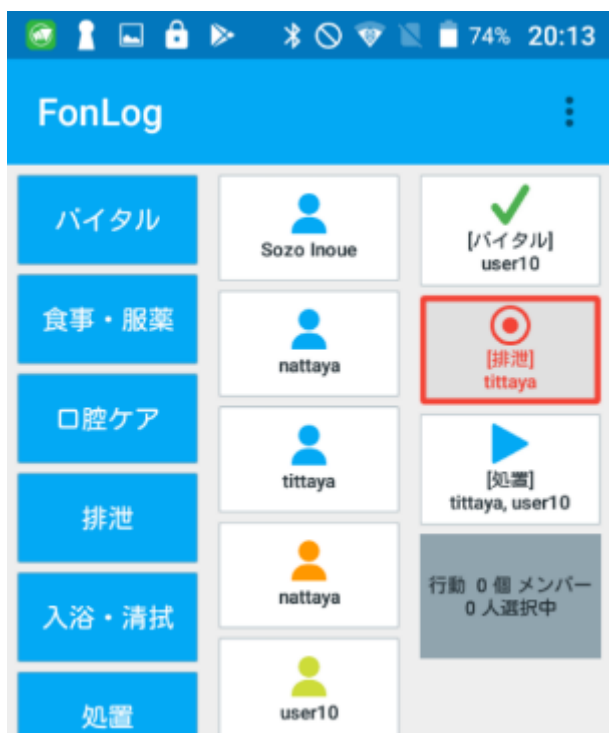 74% 20:13
FonLog
バイタル
食事・服薬
口腔ケア
排泄
入浴・清拭
処置
Sozo Inoue
nattaya
tittaya
nattaya
user10
[バイタル]
user10
[排泄]
tittaya
[処置]
tittaya, user10
行動 0 個 メンバー
0 人選択中